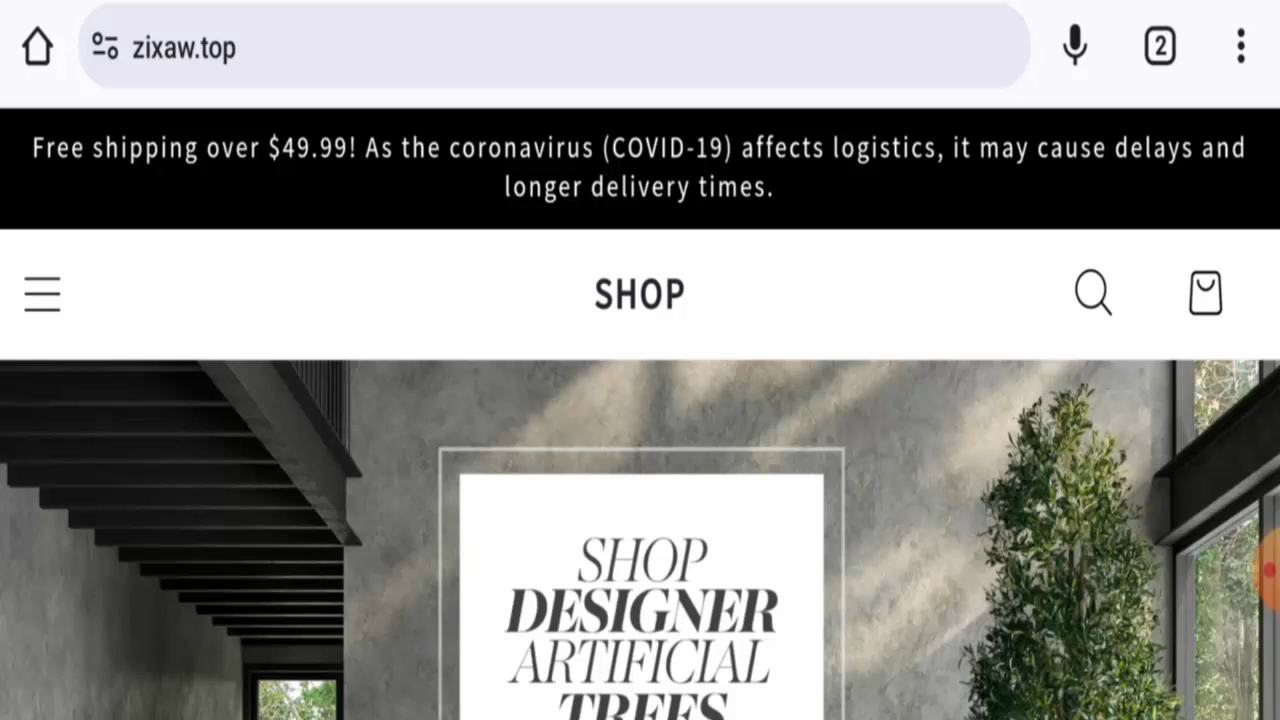 zixaw.top
2
Free shipping over $49.99! As the coronavirus (COVID-19) affects logistics, it may cause delays and
longer delivery times.
SHOP
SHOP
DESIGNER
ARTIFICIAL
TREES